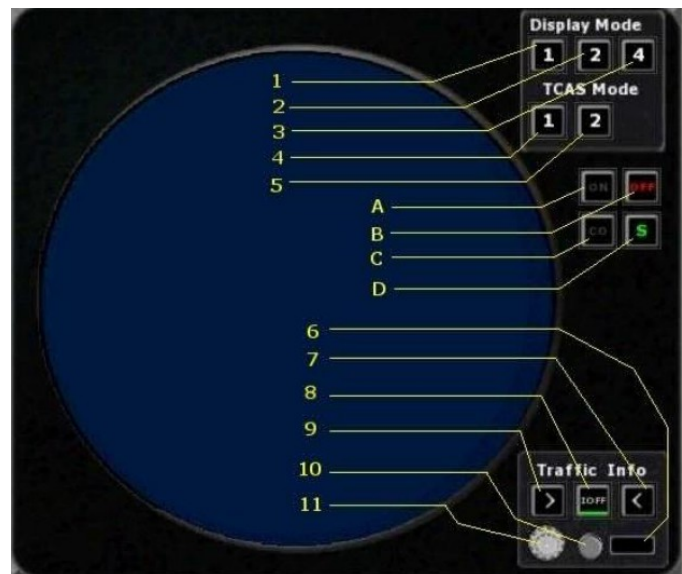 Display Mode
1 2 4
TCAS Mode
1 2
1
2
3
4
5
ON OFF
CO S
A
B
C
D
6
7
8
9
10
11
Traffic Info
> IOFF <